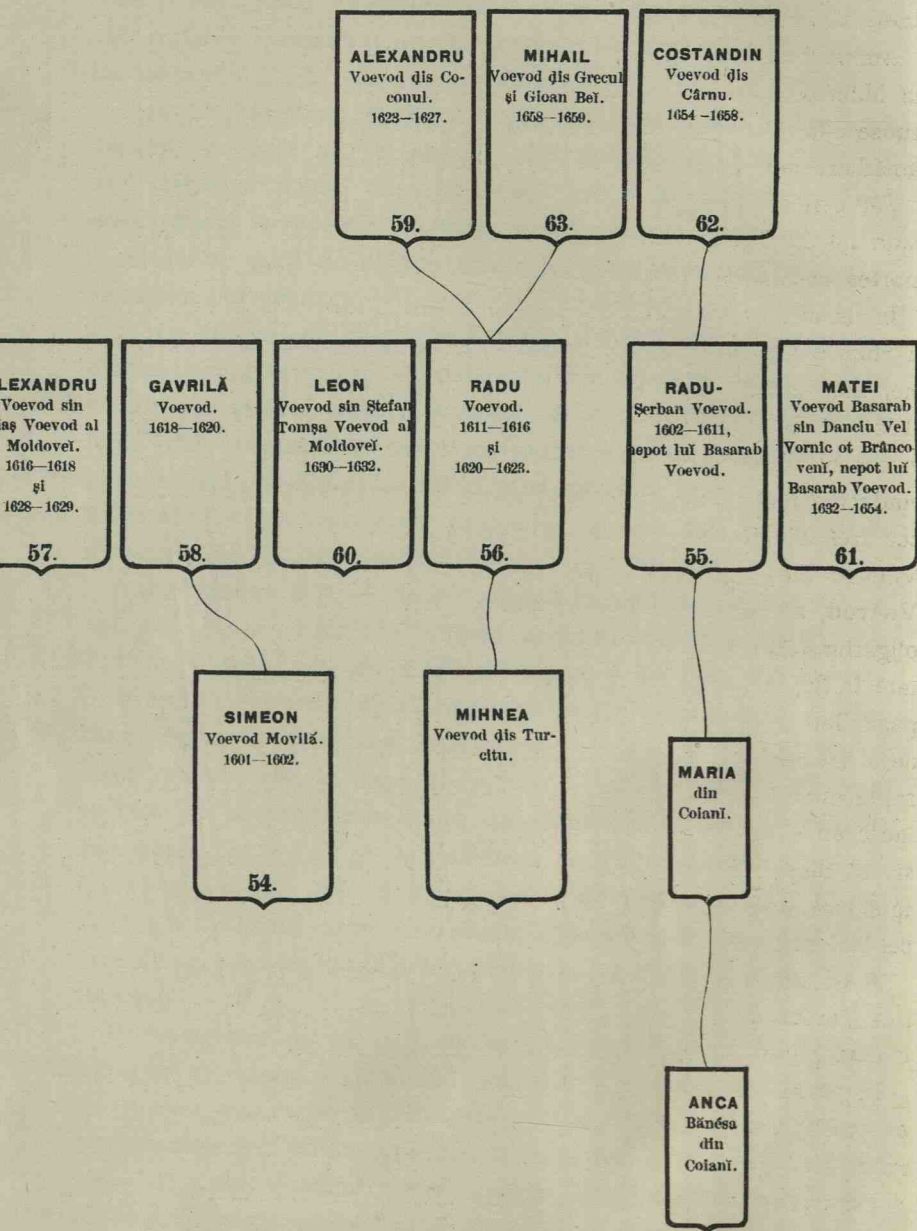 ALEXANDRU
Voevod ḑis Co-
conul.
1623—1627.
59.
MIHAIL
Voevod ḑis Grecul
şi Gioan Beĭ.
1658—1659.
63.
COSTANDIN
Voevod ḑis
Cârnu.
1654—1658.
62.
LEXANDRU
Voevod sin
aş Voevod al
Moldoveĭ.
1616—1618
şi
1628—1629.
57.
GAVRILĂ
Voevod.
1618—1620.
58.
LEON
Voevod sin Ştefan
Tomşa Voevod al
Moldoveĭ.
1630—1632.
60.
RADU
Voevod.
1611—1616
şi
1620—1623.
56.
RADU-
Şerban Voevod.
1602—1611,
nepot luĭ Basarab
Voevod.
55.
MATEI
Voevod Basarab
sin Danciu Vel
Vornic ot Brânco
venĭ, nepot luĭ
Basarab Voevod.
1632—1654.
61.
SIMEON
Voevod Movilă.
1601—1602.
54.
MIHNEA
Voevod ḑis Tur-
citu.
MARIA
din
Coianĭ.
ANCA
Bănésa
din
Coianĭ.